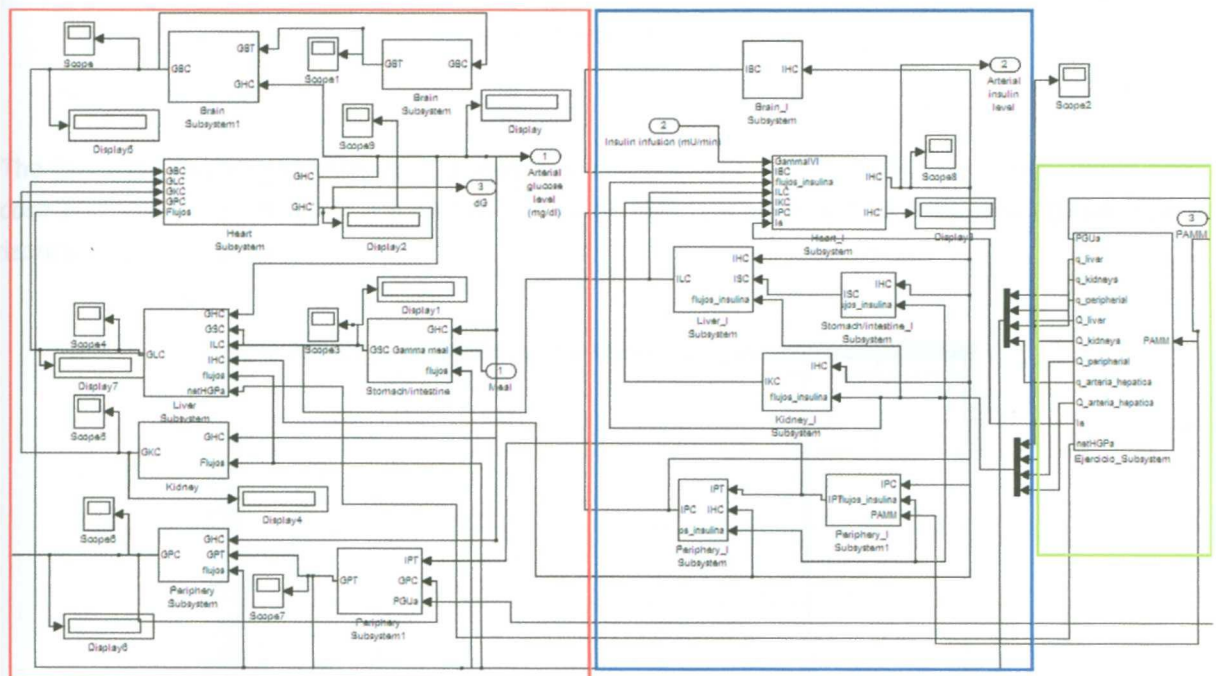 Scope
GBC
GBT
GHC
Brain
Subsystem1
Scope1
GBT
GBC
Brain
Subsystem
Display6
Scope9
Display
GBC
GLC
GKC
GPC
Flujos
GHC
GHC'
Heart
Subsystem
Display2
1
Arterial
glucose
level
(mg/dl)
3
dG
Scope4
Display7
GLC
GHC
GSC
ILC
IHC
flujos
netHGPa
Liver
Subsystem
Scope3
Display1
GSC
GHC
Gamma meal
flujos
Stomach/intestine
1
Meal
Scope5
GKC
GHC
Flujos
Kidney
Display4
Scope6
GPC
GHC
GPT
flujos
Periphery
Subsystem
Scope7
GPT
IPT
GPC
PGUa
Periphery
Subsystem1
IBC
IHC
Brain_I
Subsystem
2
Insulin infusion (mU/min)
GammaIVI
IBC
flujos_insulina
ILC
IKC
IPC
Ia
IHC
IHC'
Heart_I
Subsystem
Scope8
2
Arterial
insulin
level
Scope2
ILC
IHC
ISC
flujos_insulina
Liver_I
Subsystem
ISC
IHC
flujos_insulina
Stomach/intestine_I
Subsystem
IKC
IHC
flujos_insulina
Kidney_I
Subsystem
IPC
IPT
IHC
os_insulina
Periphery_I
Subsystem
IPT
IPC
flujos_insulina
PAMM
Periphery_I
Subsystem1
3
PAMM
PGUa
q_liver
q_kidneys
q_peripherial
Q_liver
Q_kidneys
Q_peripherial
q_arteria_hepatica
Q_arteria_hepatica
Ia
netHGPa
PAMM
Ejercicio_Subsystem